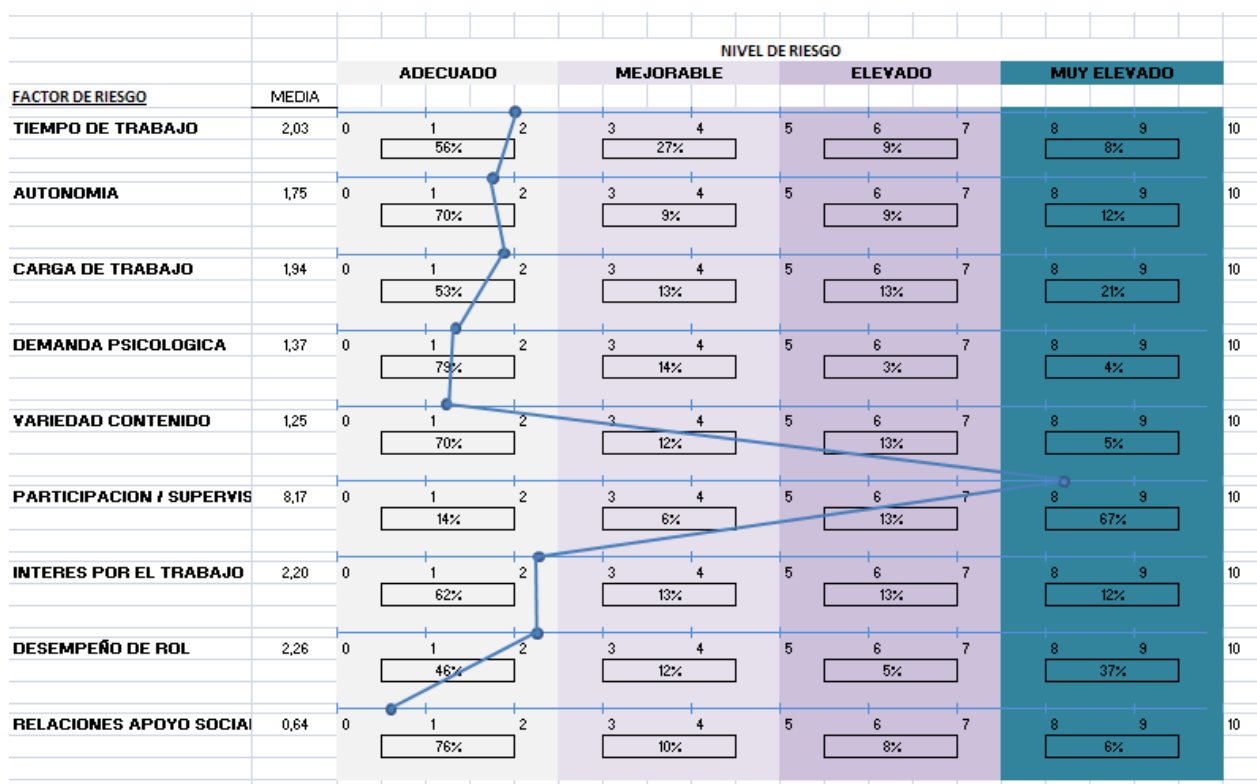 NIVEL DE RIESGO
ADECUADO MEJORABLE ELEVADO MUY ELEVADO
FACTOR DE RIESGO MEDIA
TIEMPO DE TRABAJO 2,03 0 1 2 3 4 5 6 7 8 9 10
56% 27% 9% 8%
AUTONOMIA 1,75 0 1 2 3 4 5 6 7 8 9 10
70% 9% 9% 12%
CARGA DE TRABAJO 1,94 0 1 2 3 4 5 6 7 8 9 10
53% 13% 13% 21%
DEMANDA PSICOLOGICA 1,37 0 1 2 3 4 5 6 7 8 9 10
79% 14% 3% 4%
VARIEDAD CONTENIDO 1,25 0 1 2 3 4 5 6 7 8 9 10
70% 12% 13% 5%
PARTICIPACION / SUPERVIS 8,17 0 1 2 3 4 5 6 7 8 9 10
14% 6% 13% 67%
INTERES POR EL TRABAJO 2,20 0 1 2 3 4 5 6 7 8 9 10
62% 13% 13% 12%
DESEMPEÑO DE ROL 2,26 0 1 2 3 4 5 6 7 8 9 10
46% 12% 5% 37%
RELACIONES APOYO SOCIAL 0,64 0 1 2 3 4 5 6 7 8 9 10
76% 10% 8% 6%